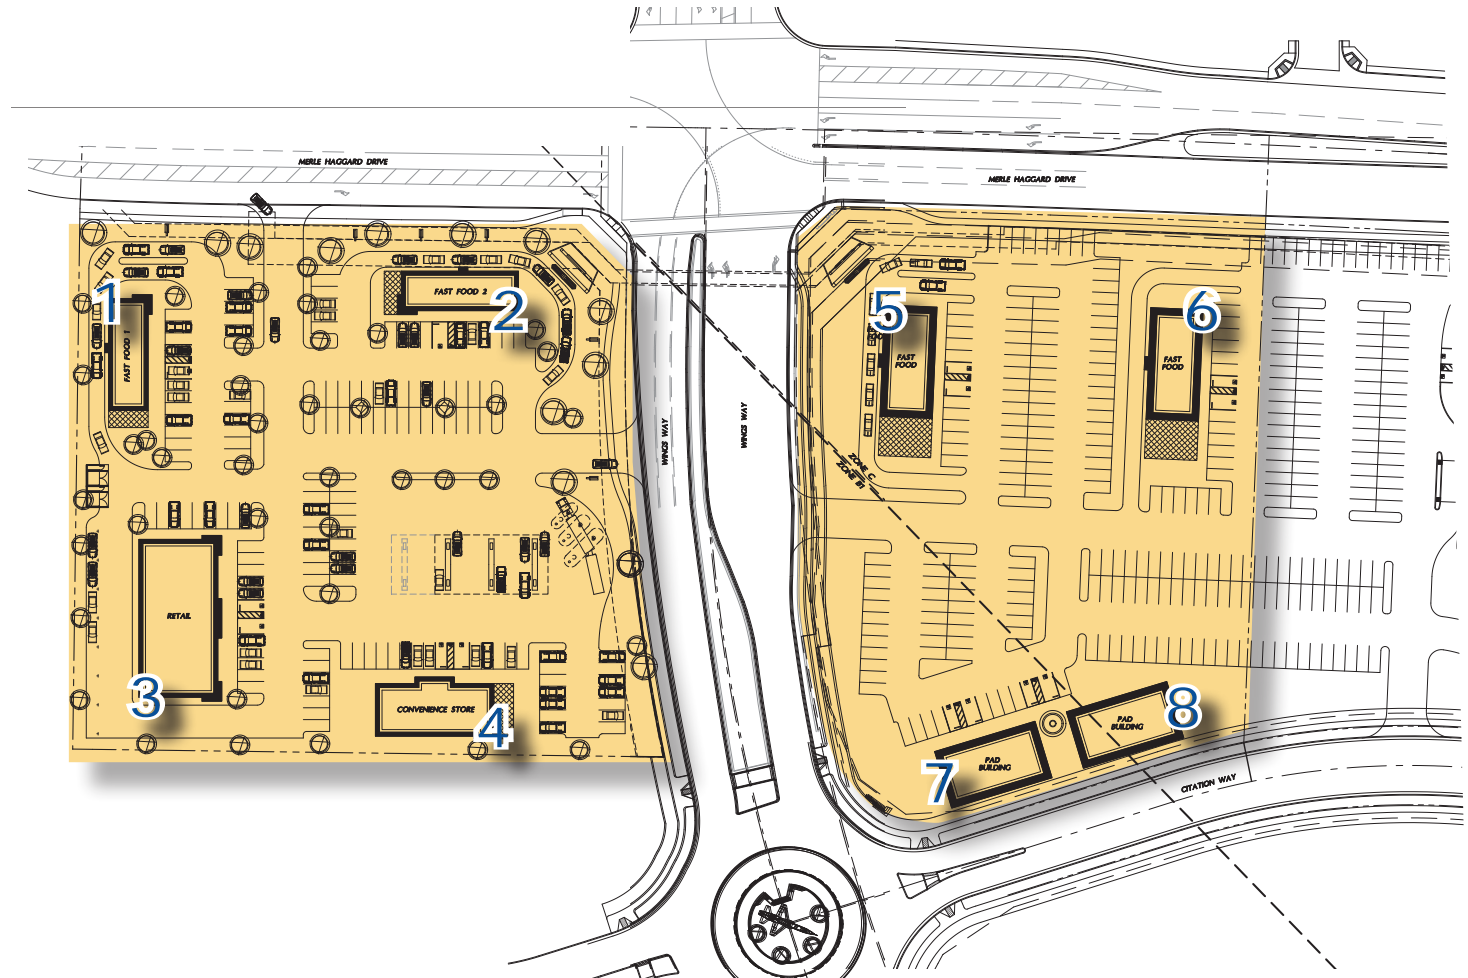 MERLE HAGGARD DRIVE
MERLE HAGGARD DRIVE
1
FAST FOOD 1
FAST FOOD 2
2
5
FAST
FOOD
6
FAST
FOOD
WINGS WAY
WINGS WAY
ZONE C
ZONE B1
RETAIL
3
CONVENIENCE STORE
4
PAD
BUILDING
7
PAD
BUILDING
8
CITATION WAY